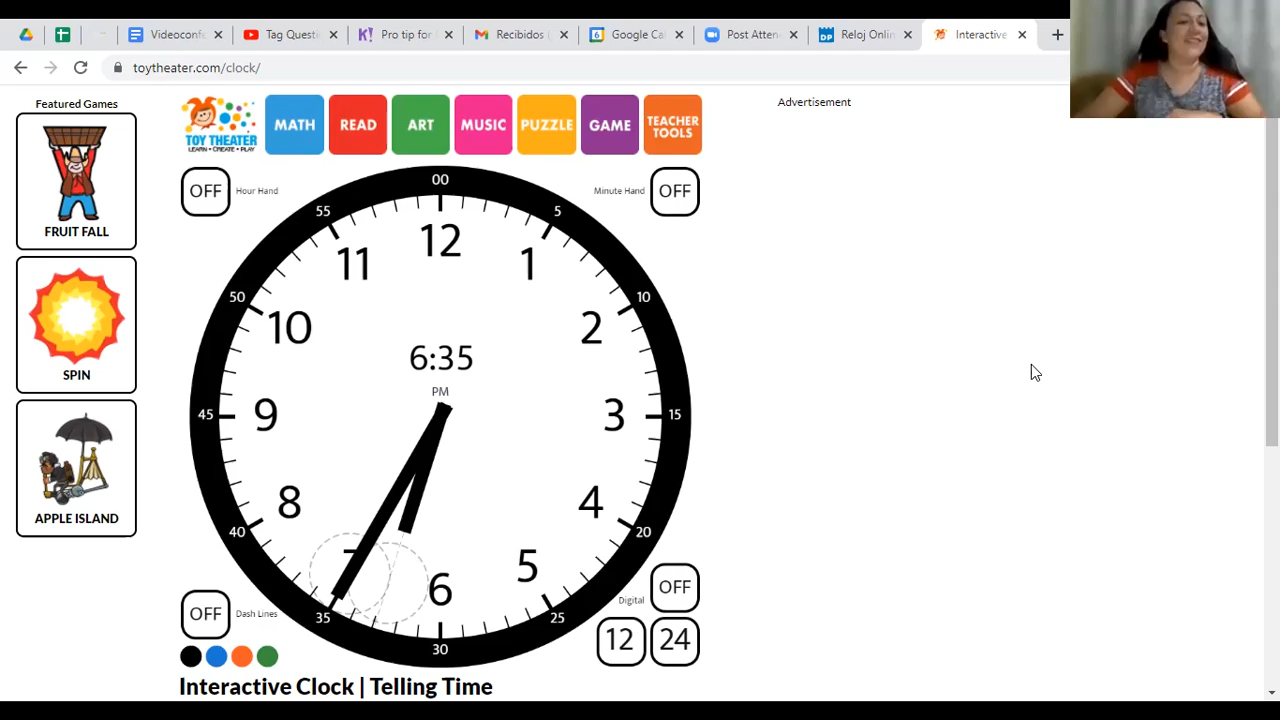 Videoconfe
Tag Questi
Pro tip for
Recibidos
Google Ca
Post Atten
Reloj Onlin
Interactive
toytheater.com/clock/
Featured Games
FRUIT FALL
SPIN
APPLE ISLAND
TOY THEATER
LEARN • CREATE • PLAY
MATH
READ
ART
MUSIC
PUZZLE
GAME
TEACHER
TOOLS
Advertisement
OFF
Hour Hand
Minute Hand
OFF
00
5
10
15
20
25
30
35
40
45
50
55
12
1
2
3
4
5
6
8
9
10
11
6:35
PM
OFF
Dash Lines
Digital
OFF
12
24
Interactive Clock | Telling Time